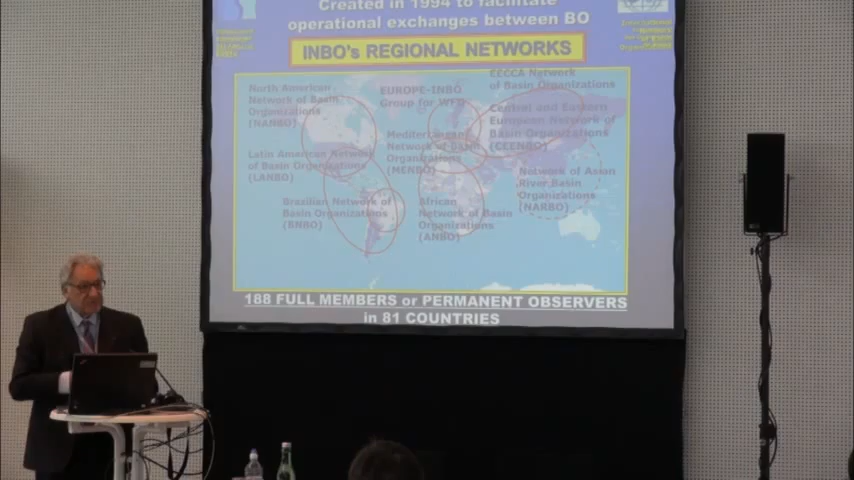 Created in 1994 to facilitate
operational exchanges between BO
INBO's REGIONAL NETWORKS
North American
Network of Basin
Organizations
(NANBO)
EUROPE-INBO
Group for WFD
EECCA Network
of Basin Organizations
Central and Eastern
European Network of
Basin Organizations
(CEENBO)
Mediterranean
Network of Basin
Organizations
(MENBO)
Latin American Network
of Basin Organizations
(LANBO)
Network of Asian
River Basin
Organizations
(NARBO)
Brazilian Network of
Basin Organizations
(BNBO)
African
Network of Basin
Organizations
(ANBO)
188 FULL MEMBERS or PERMANENT OBSERVERS
in 81 COUNTRIES